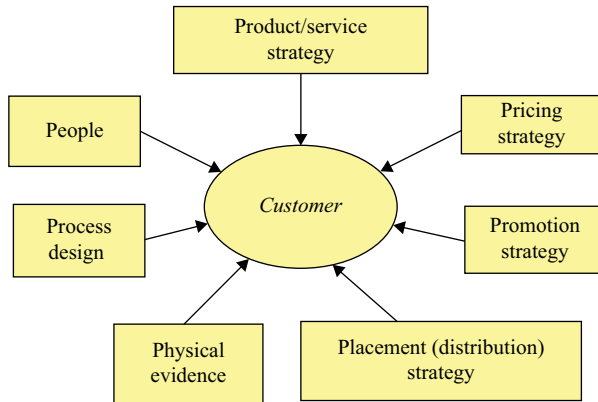 Product/service
strategy
People
Pricing
strategy
Customer
Process
design
Promotion
strategy
Physical
evidence
Placement (distribution)
strategy